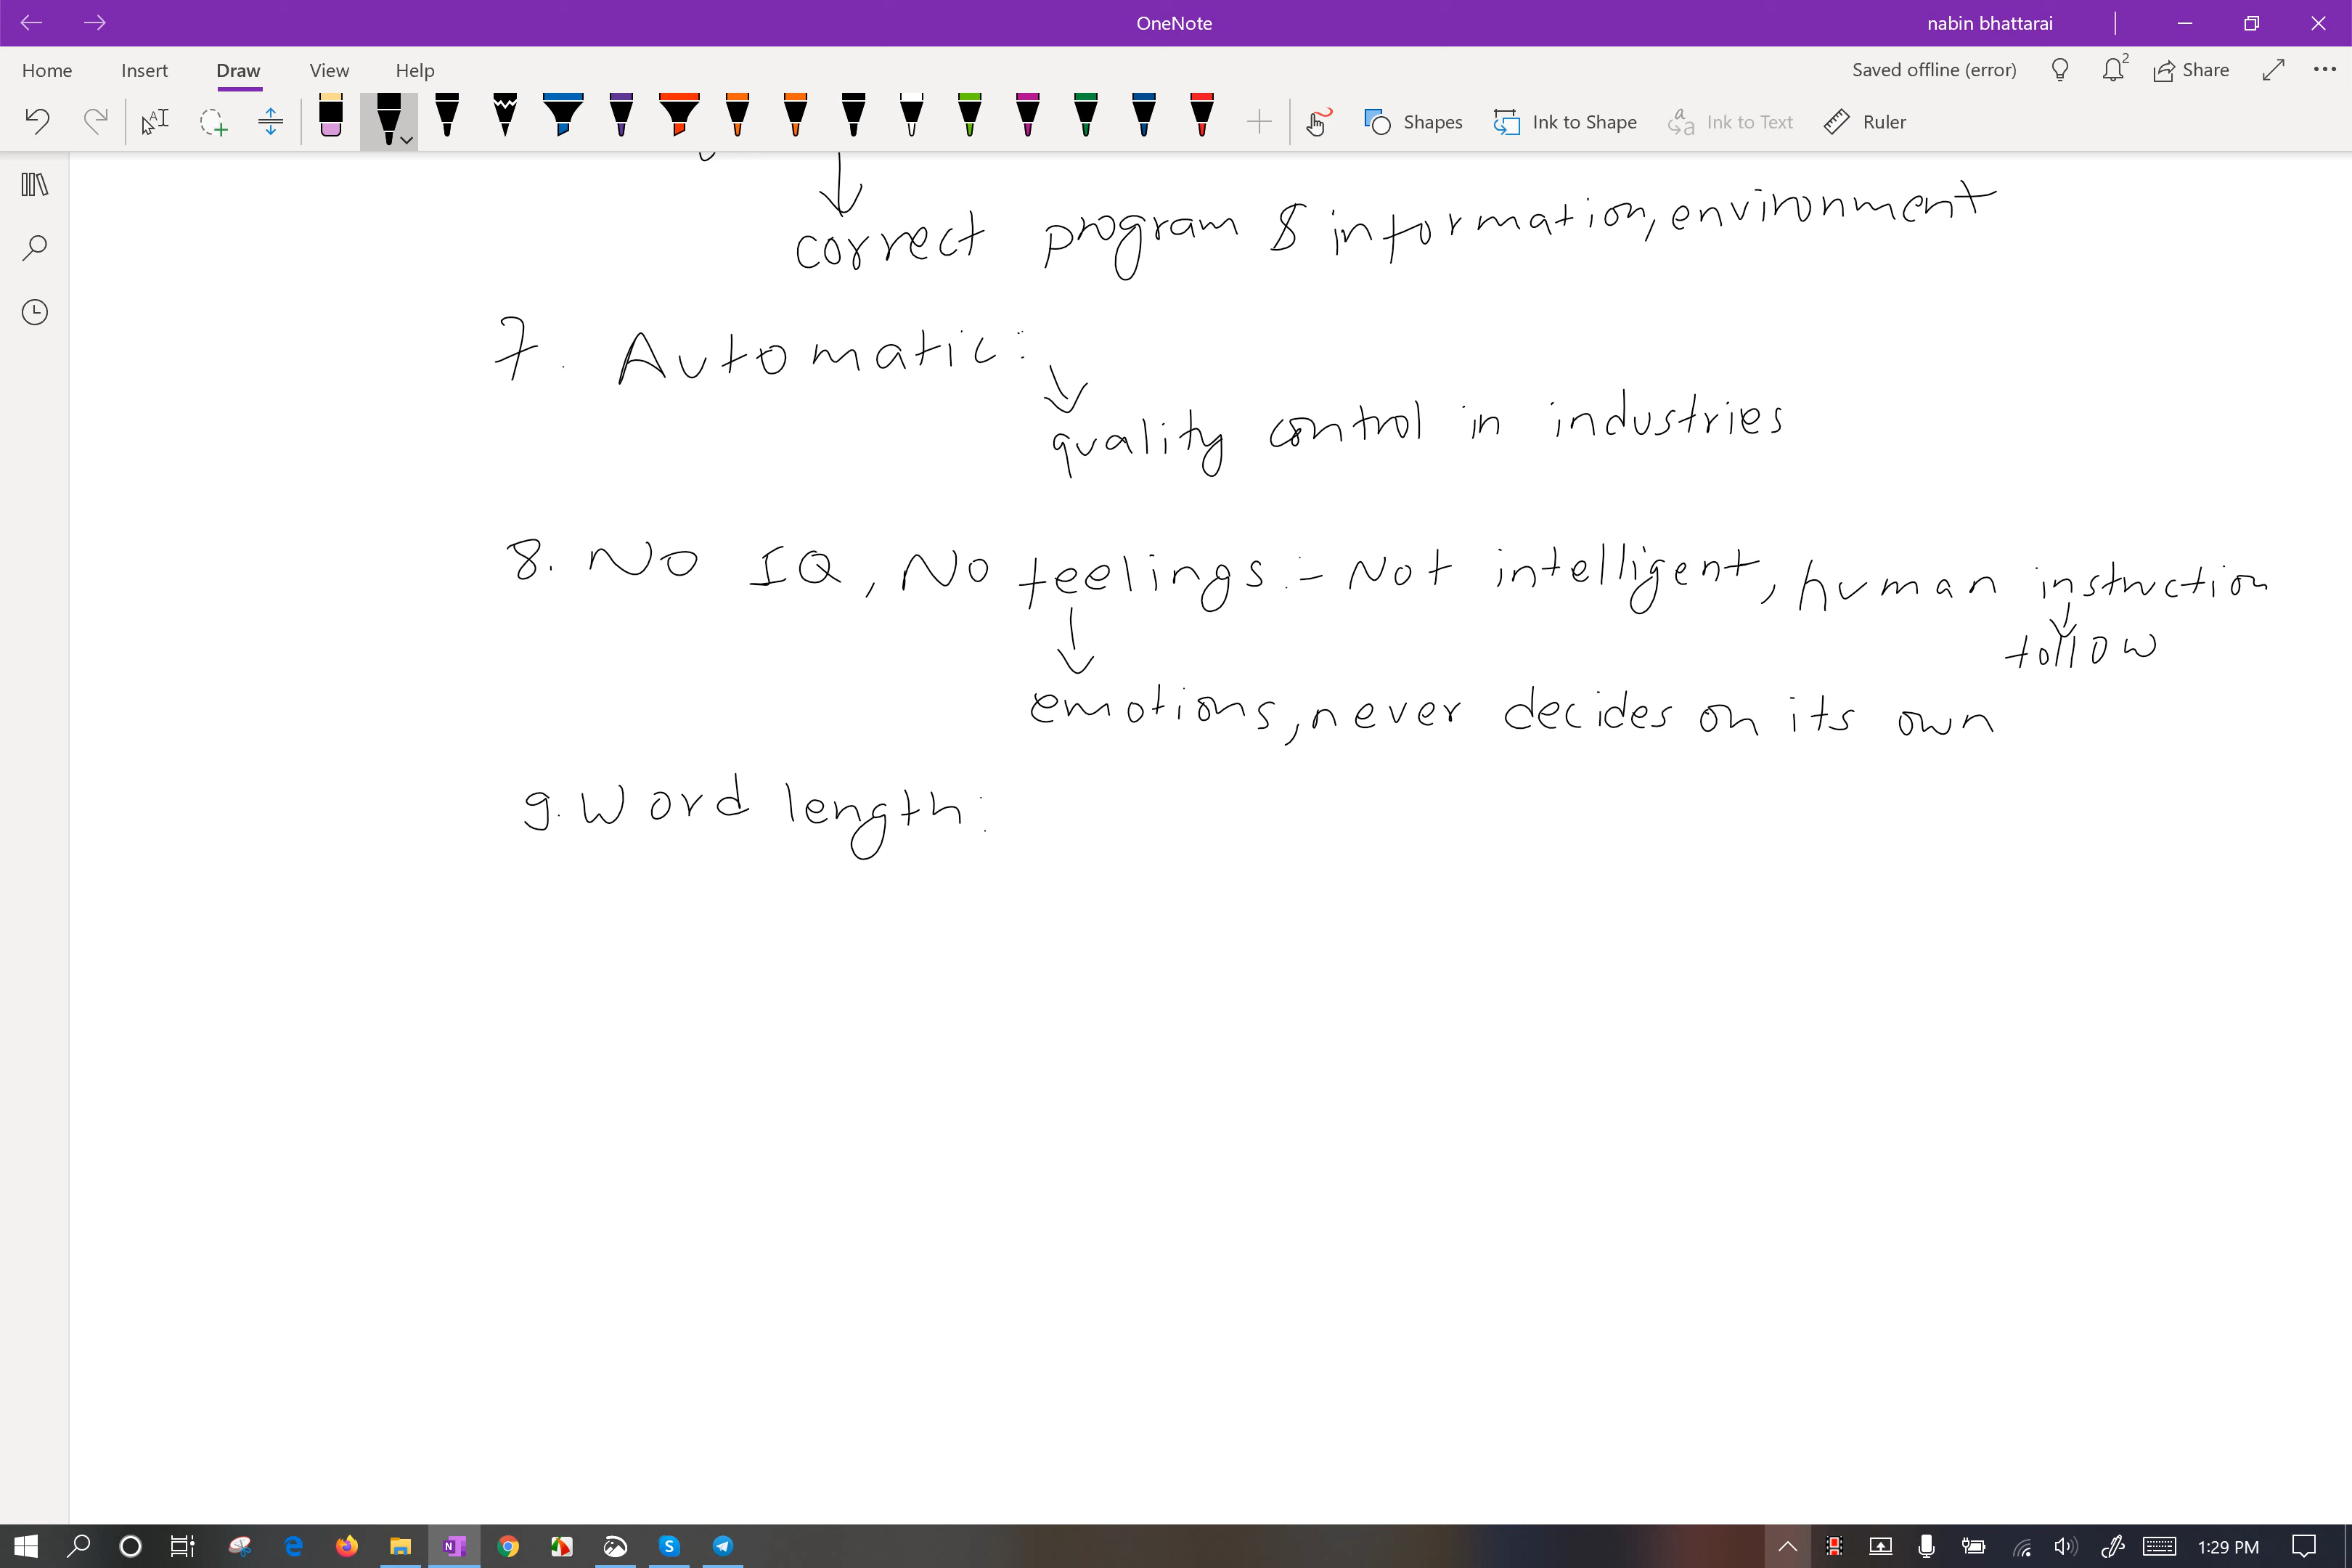 OneNote
nabin bhattarai
Home Insert Draw View Help
Saved offline (error) 2 Share
Shapes Ink to Shape Ink to Text Ruler
correct program & information, environment
7. Automatic:
quality control in industries
8. No IQ, No feelings :- Not intelligent, human instruction
follow
emotions, never decides on its own
9. Word length:
1:29 PM